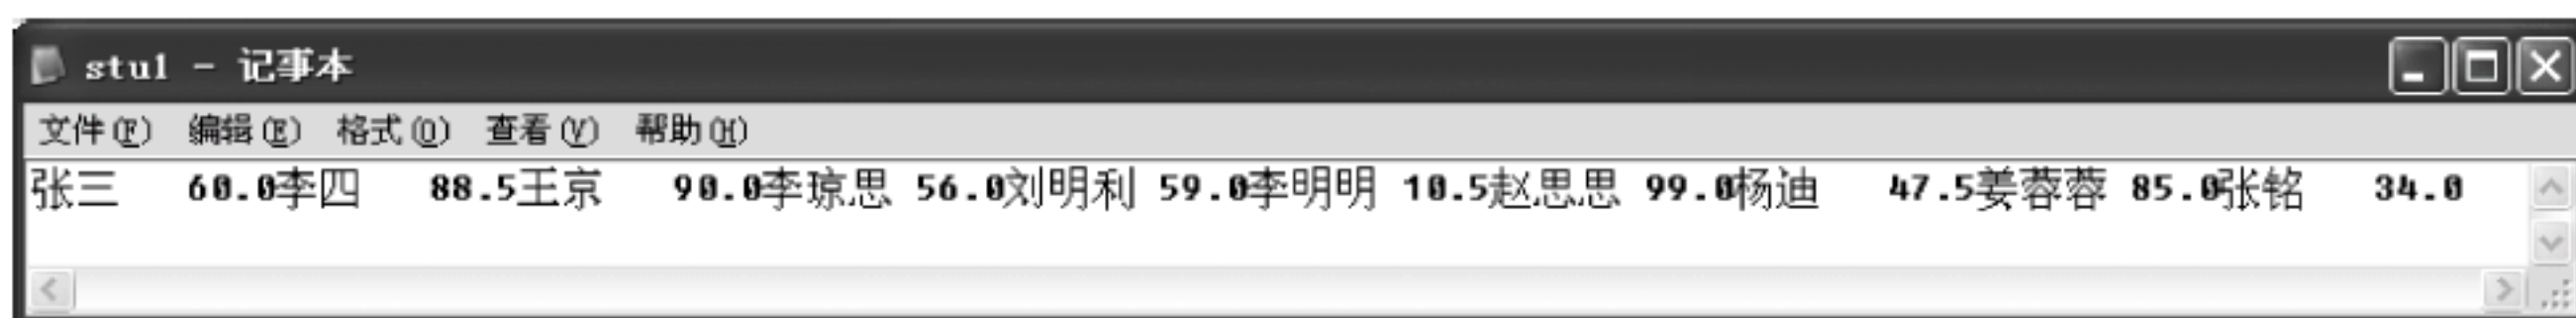 stu1 - 记事本
文件(F) 编辑(E) 格式(O) 查看(V) 帮助(H)
张三   60.0李四   88.5王京   90.0李琼思 56.0刘明利 59.0李明明 10.5赵思思 99.0杨迪   47.5姜蓉蓉 85.0张铭   34.0